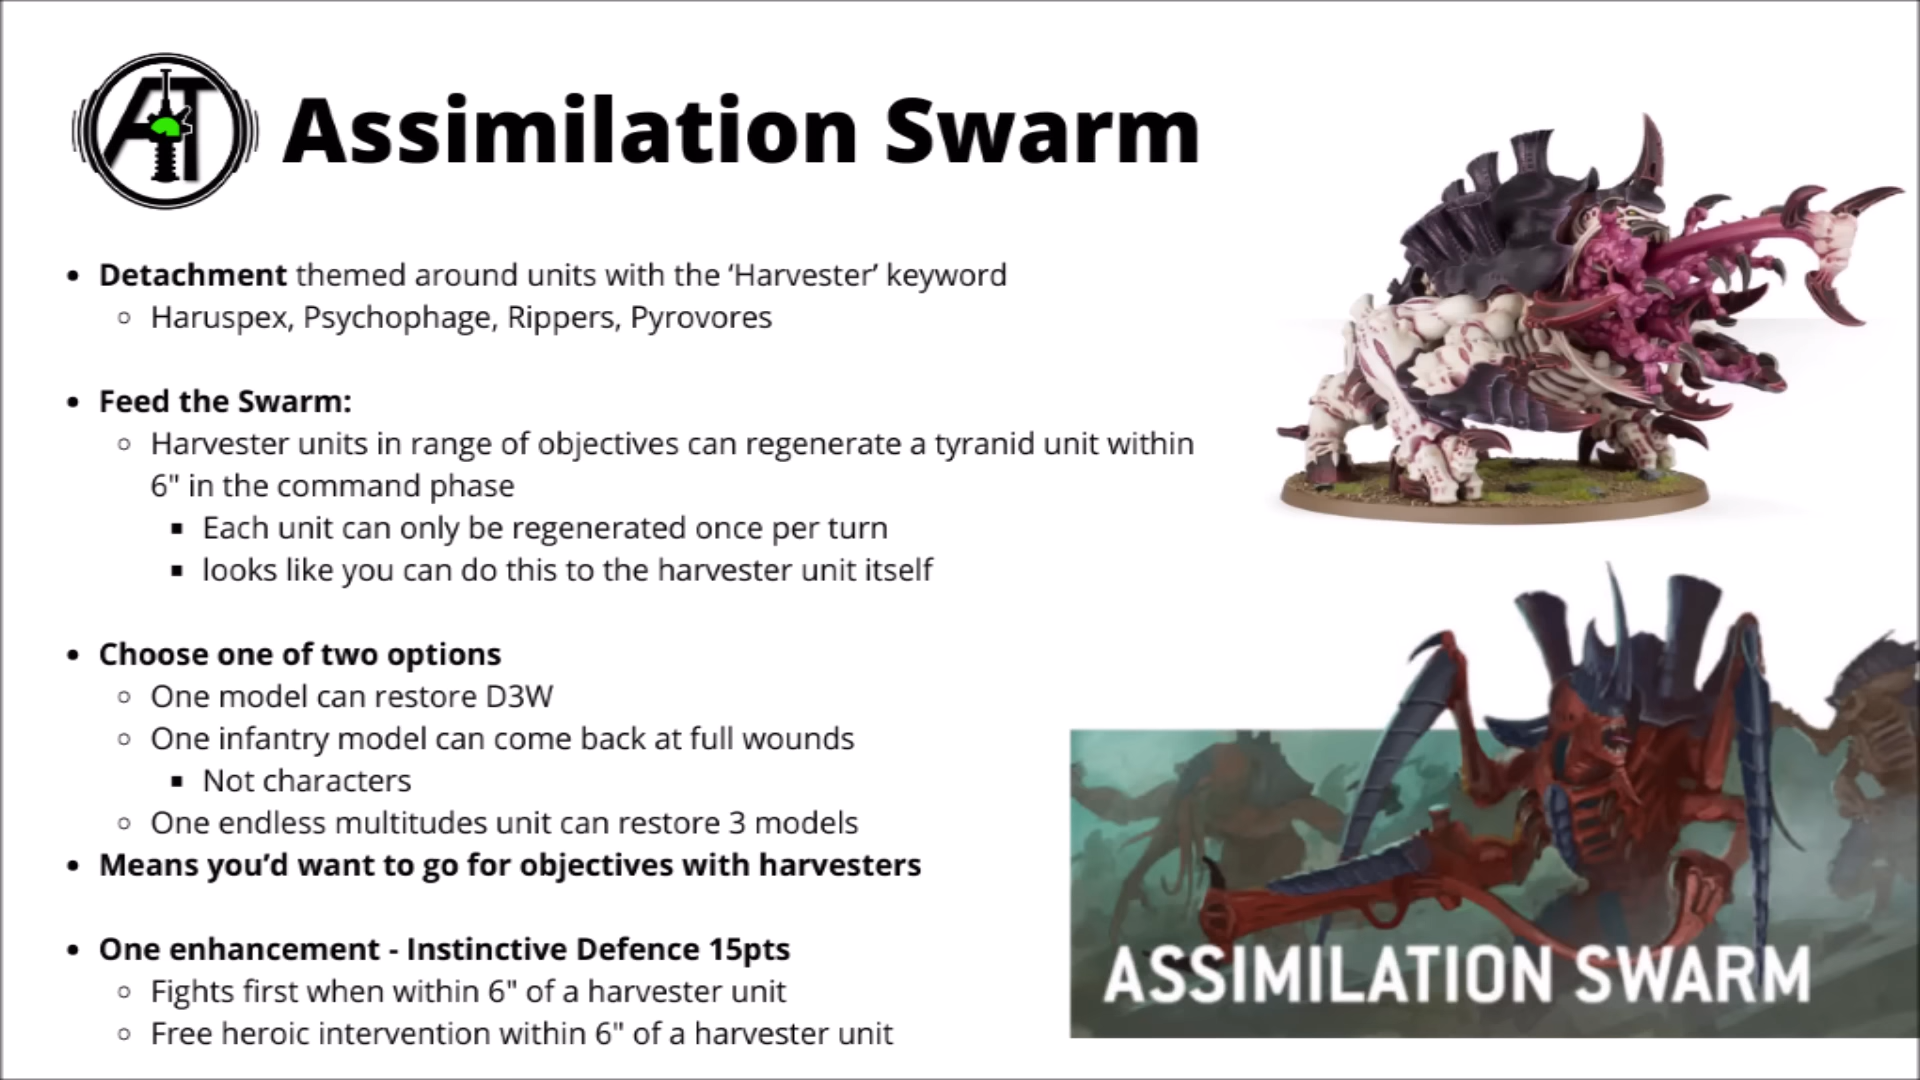 AT
Assimilation Swarm
• Detachment themed around units with the ‘Harvester’ keyword
○ Haruspex, Psychophage, Rippers, Pyrovores
• Feed the Swarm:
○ Harvester units in range of objectives can regenerate a tyranid unit within
6" in the command phase
▪ Each unit can only be regenerated once per turn
▪ looks like you can do this to the harvester unit itself
• Choose one of two options
○ One model can restore D3W
○ One infantry model can come back at full wounds
▪ Not characters
○ One endless multitudes unit can restore 3 models
• Means you’d want to go for objectives with harvesters
• One enhancement - Instinctive Defence 15pts
○ Fights first when within 6" of a harvester unit
○ Free heroic intervention within 6" of a harvester unit
ASSIMILATION SWARM